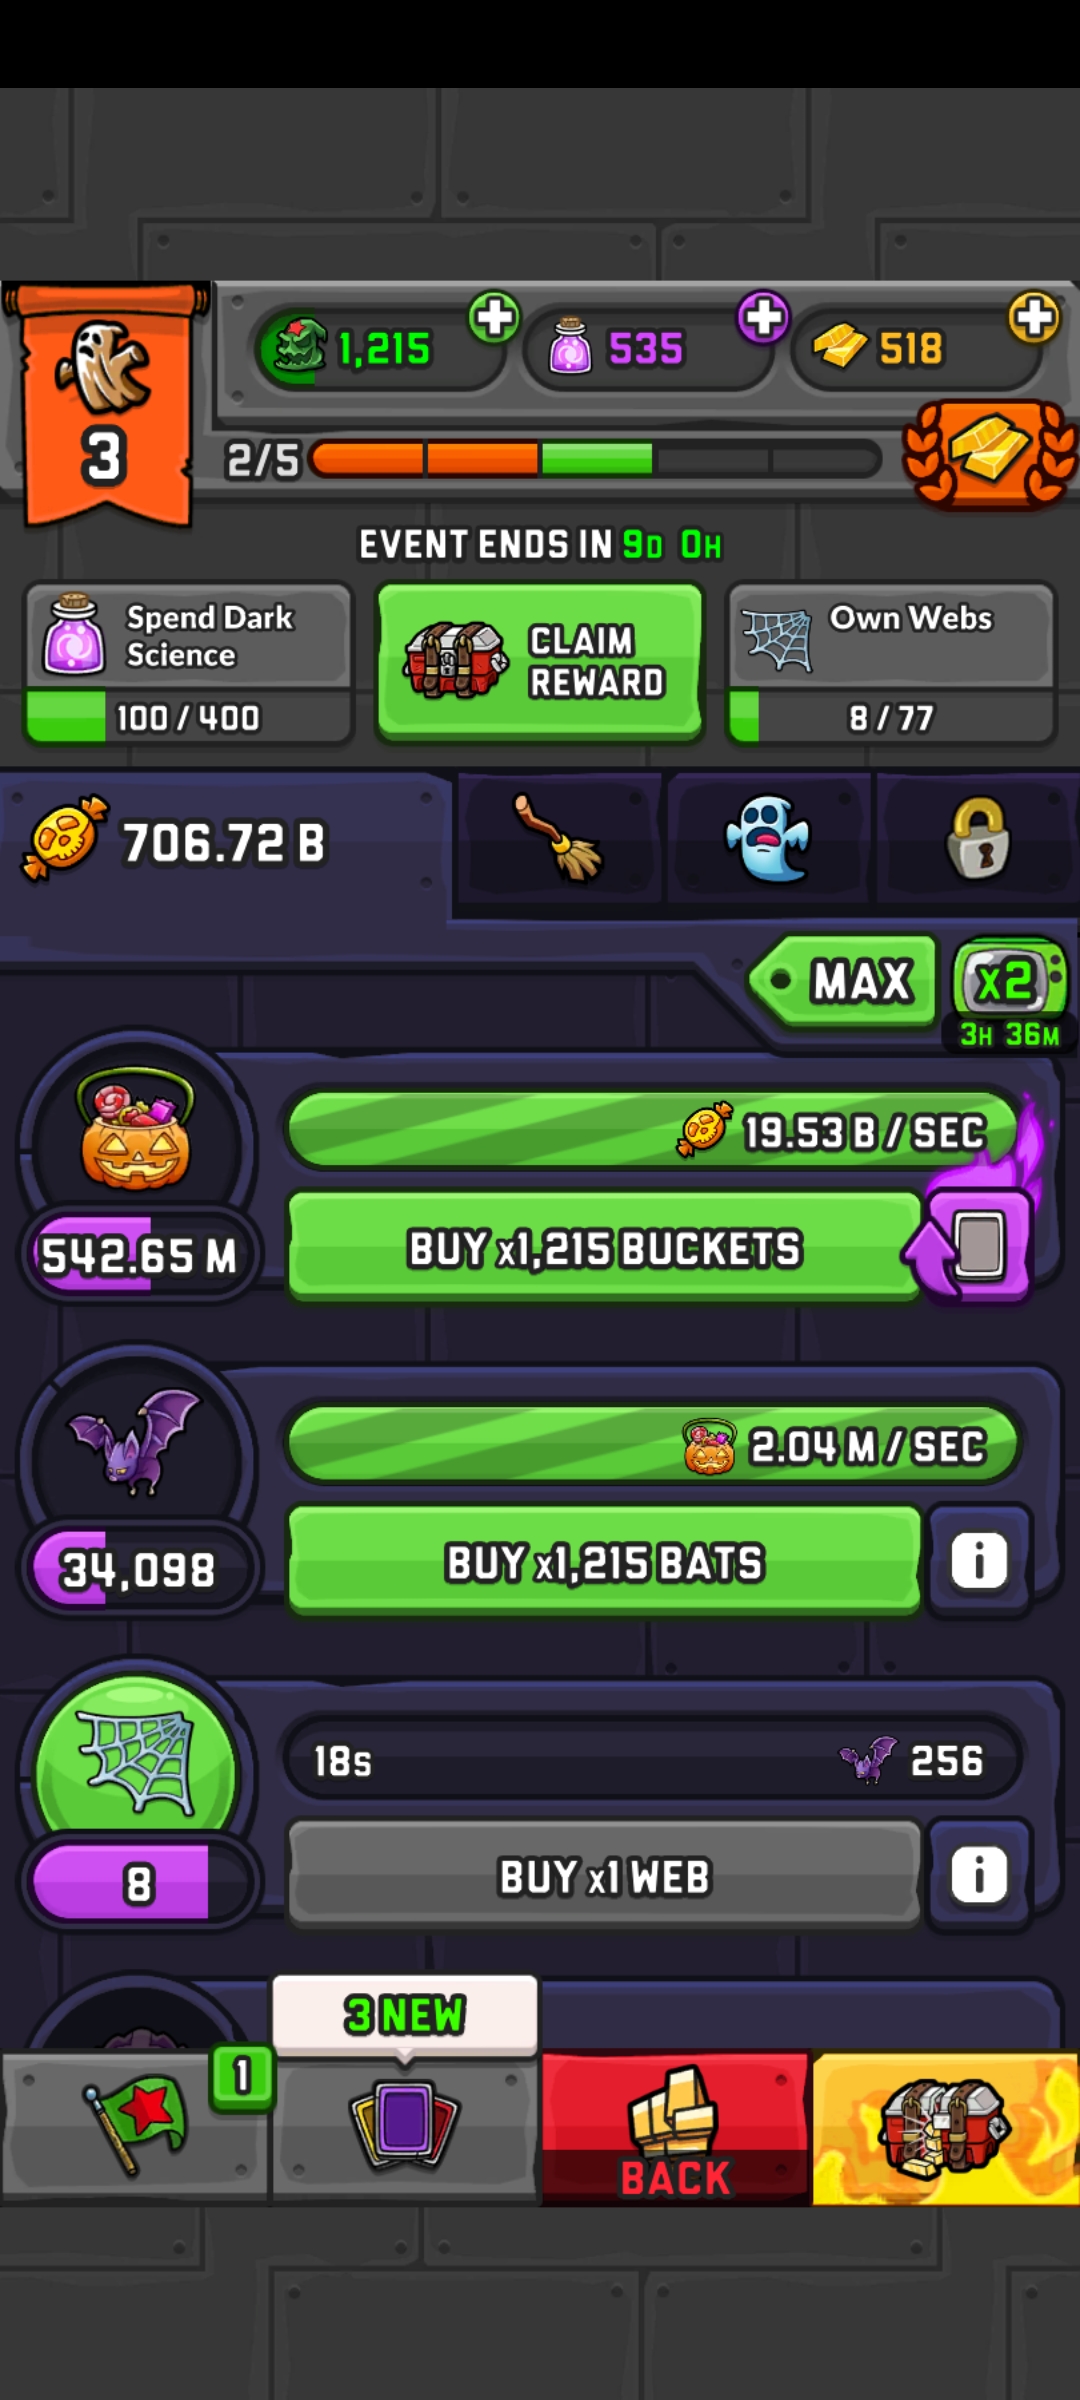 1,215
535
518
3
2/5
EVENT ENDS IN 9D 0H
Spend Dark
Science
100 / 400
CLAIM
REWARD
Own Webs
8 / 77
706.72 B
MAX
x2
3H 36M
19.53 B / SEC
542.65 M
BUY x1,215 BUCKETS
2.04 M / SEC
34,098
BUY x1,215 BATS
18s
256
8
BUY x1 WEB
3 NEW
1
BACK